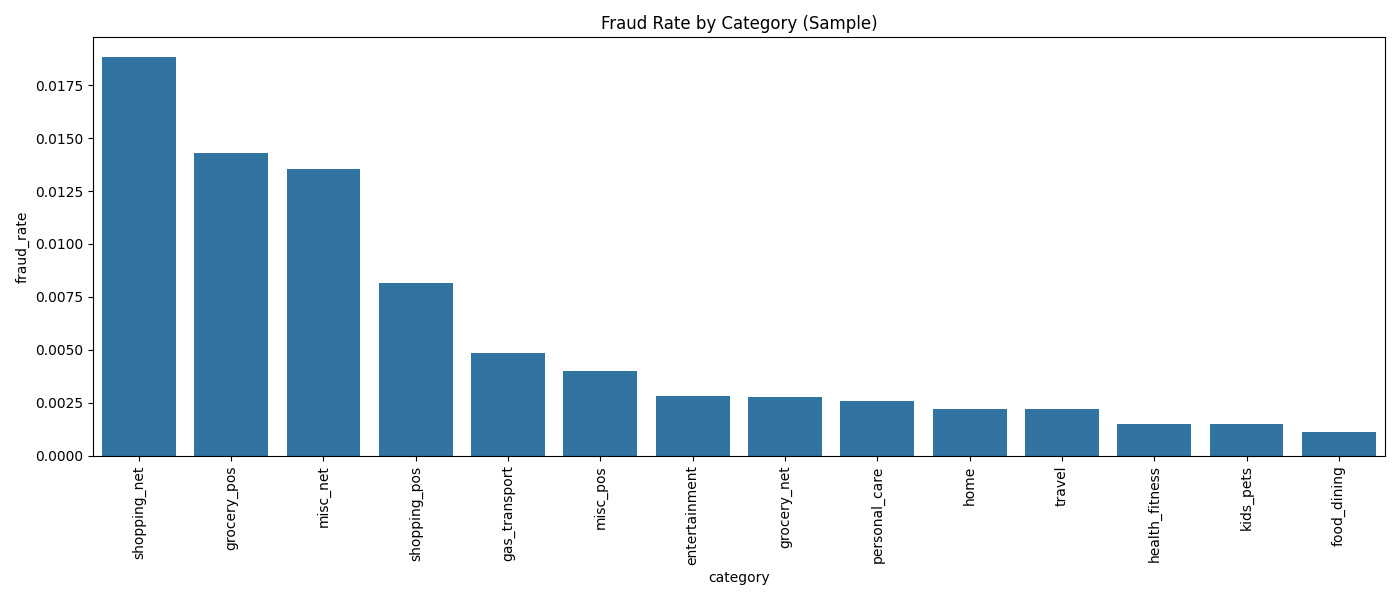 Fraud Rate by Category (Sample)
fraud_rate
0.0175
0.0150
0.0125
0.0100
0.0075
0.0050
0.0025
0.0000
shopping_net
grocery_pos
misc_net
shopping_pos
gas_transport
misc_pos
entertainment
grocery_net
personal_care
home
travel
health_fitness
kids_pets
food_dining
category